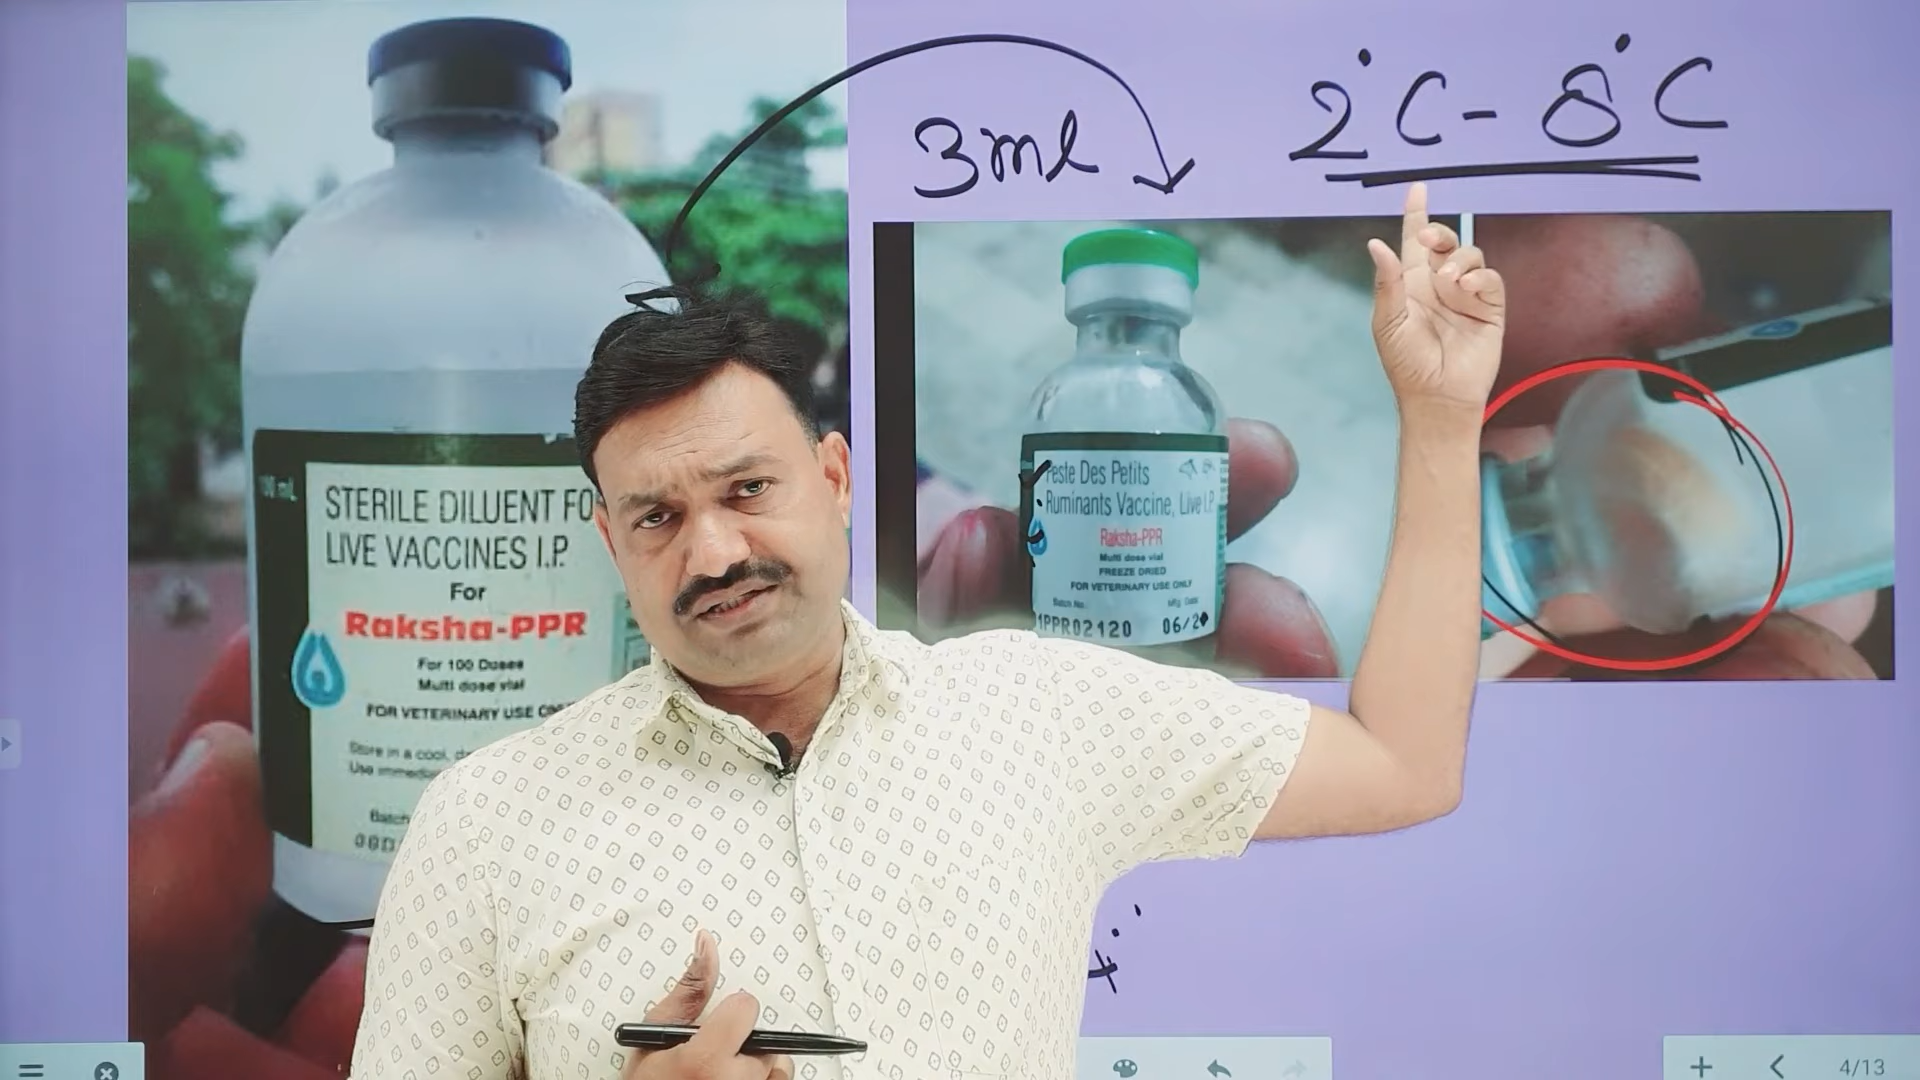 3ml
2°C - 8°C
100 mL
STERILE DILUENT FO
LIVE VACCINES I.P.
For
Raksha-PPR
For 100 Doses
Multi dose vial
FOR VETERINARY USE ON
Store in a cool, d
Use immedia
Batch
Peste Des Petits
Ruminants Vaccine, Live I.P.
Raksha-PPR
Multi dose vial
FREEZE DRIED
FOR VETERINARY USE ONLY
Batch No.: Mfg. Date
1PPR02120 06/2
4/13